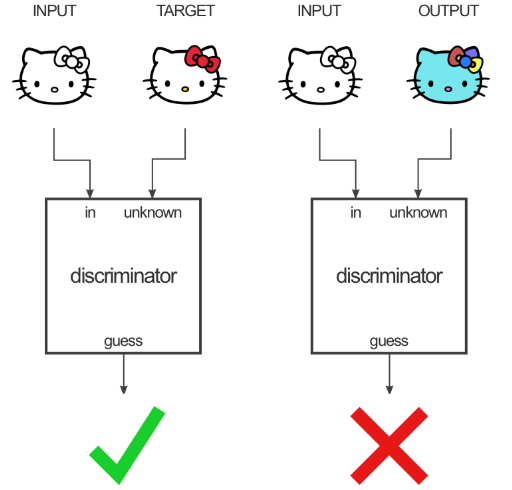 INPUT TARGET INPUT OUTPUT
in unknown in unknown
discriminator discriminator
guess guess